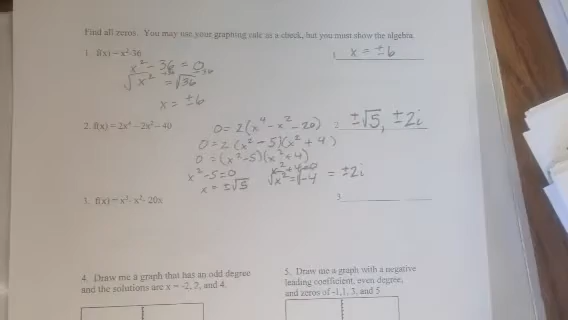 Find all zeros. You may use your graphing calc as a check, but you must show the algebra.
1. f(x) = x²-36
1. x = ±6
x² - 36 = 0
+36 +36
√x² = √36
x = ±6
2. f(x) = 2x⁴ - 2x² - 40
0 = 2(x⁴ - x² - 20)
2. ±√5, ±2i
0 = 2(x² - 5)(x² + 4)
0 = (x² - 5)(x² + 4)
x² - 5 = 0
x² + 4 = 0
x = ±√5
√x² = √-4 = ±2i
3. f(x) = x³- x²- 20x
3.
4. Draw me a graph that has an odd degree
and the solutions are x = -2, 2, and 4.
5. Draw me a graph with a negative
leading coefficient, even degree,
and zeros of -1,1, 3, and 5